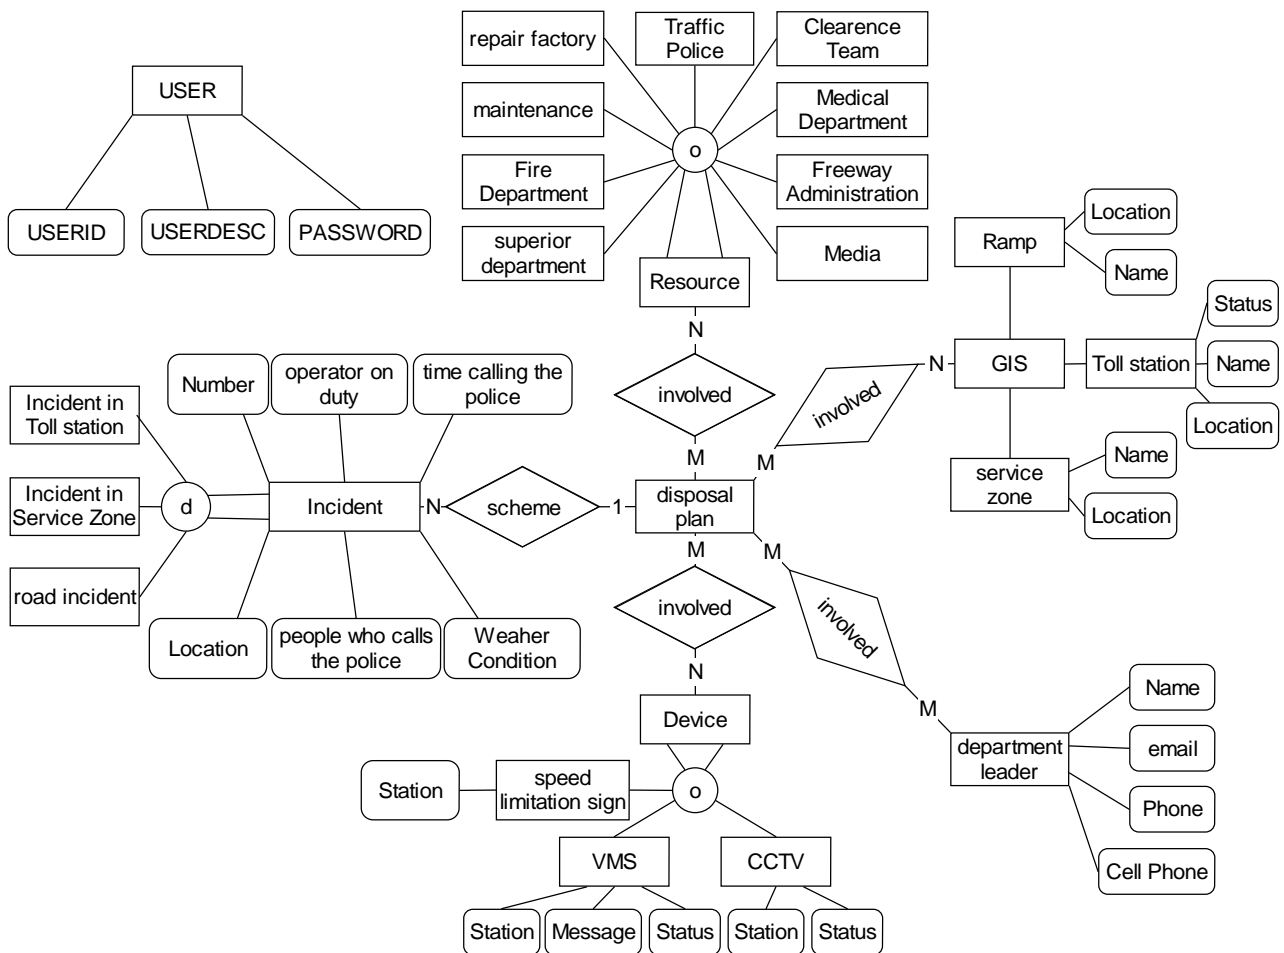 repair factory
Traffic
Police
Clearence
Team
USER
maintenance
Medical
Department
o
Fire
Department
Freeway
Administration
USERID
USERDESC
PASSWORD
superior
department
Media
Resource
N
involved
M
Location
Ramp
Name
Status
N
GIS
Toll station
Name
involved
M
Location
Name
service
zone
Location
Number
operator on
duty
time calling the
police
Incident in
Toll station
Incident in
Service Zone
d
Incident
N
scheme
1
disposal
plan
road incident
Location
people who calls
the police
Weaher
Condition
M
involved
N
M
involved
M
Device
department
leader
Name
email
Phone
Cell Phone
Station
speed
limitation sign
o
VMS
CCTV
Station
Message
Status
Station
Status